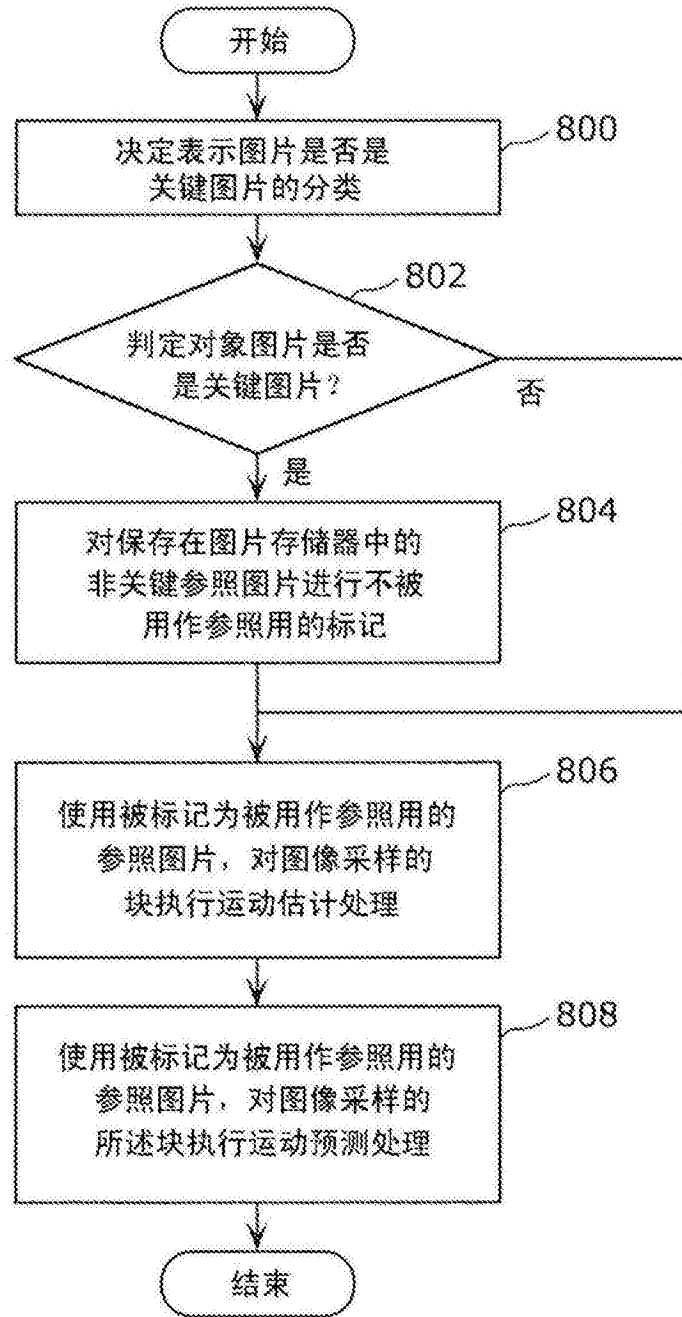 开始
800
决定表示图片是否是
关键图片的分类
802
判定对象图片是否
是关键图片？
否
是
804
对保存在图片存储器中的
非关键参照图片进行不被
用作参照用的标记
806
使用被标记为被用作参照用的
参照图片，对图像采样的
块执行运动估计处理
808
使用被标记为被用作参照用的
参照图片，对图像采样的
所述块执行运动预测处理
结束